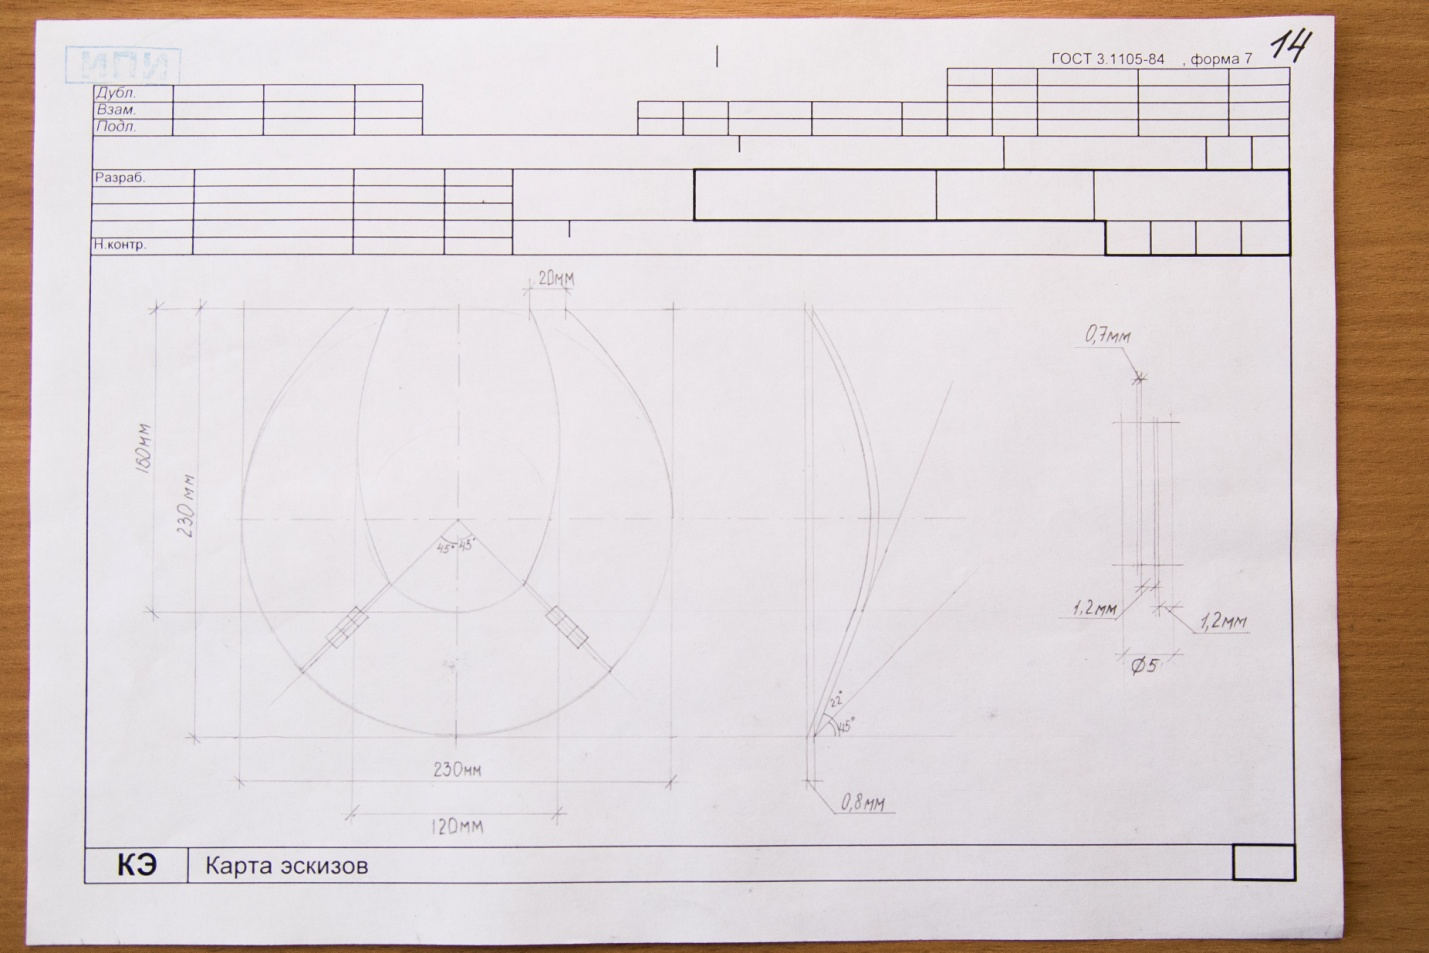 ГОСТ 3.1105-84 , форма 7
14
NПN
Дубл.
Взам.
Подл.
Разраб.
Н.контр.
20мм
160мм
230мм
45° 45°
230мм
120мм
22°
45°
0,8мм
0,7мм
1,2мм
1,2мм
Ø5
КЭ
Карта эскизов